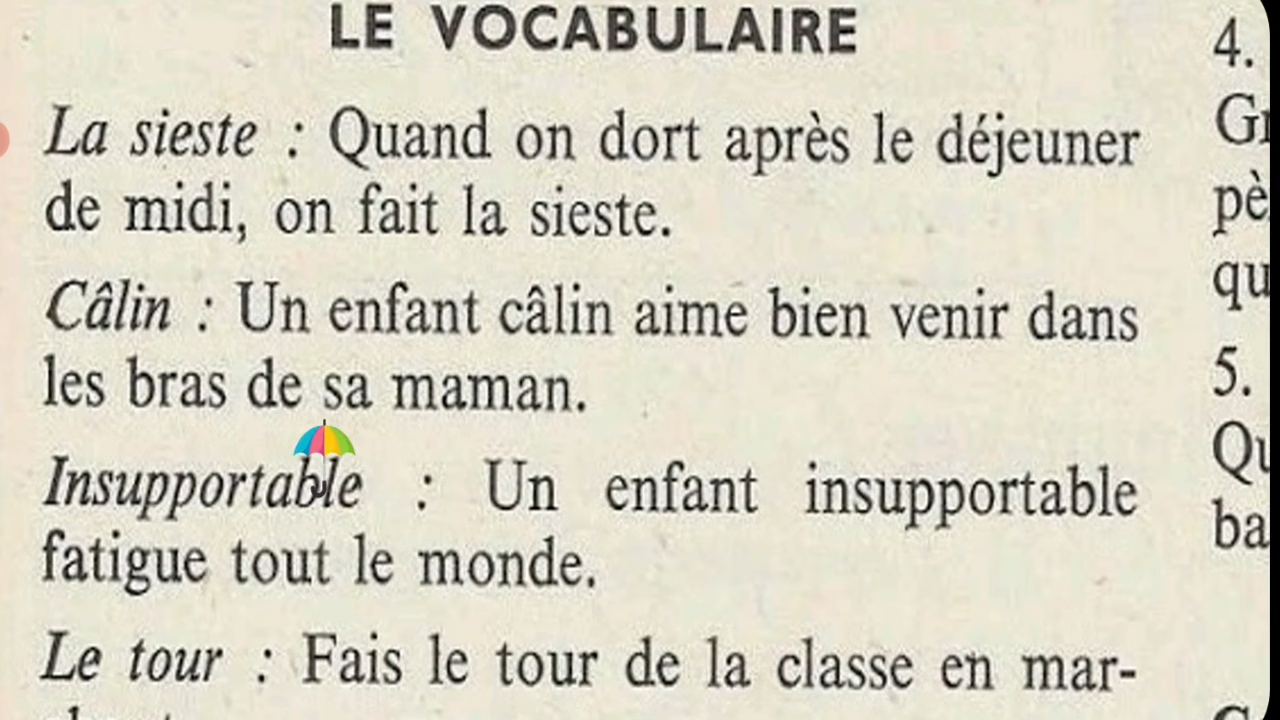 LE VOCABULAIRE
La sieste : Quand on dort après le déjeuner
de midi, on fait la sieste.
Câlin : Un enfant câlin aime bien venir dans
les bras de sa maman.
Insupportable : Un enfant insupportable
fatigue tout le monde.
Le tour : Fais le tour de la classe en mar-
4.
5.